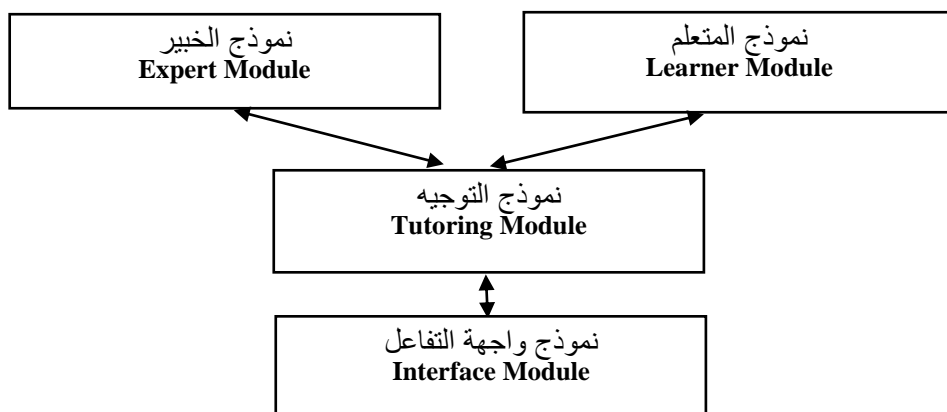 نموذج الخبير
Expert Module
نموذج المتعلم
Learner Module
نموذج التوجيه
Tutoring Module
نموذج واجهة التفاعل
Interface Module